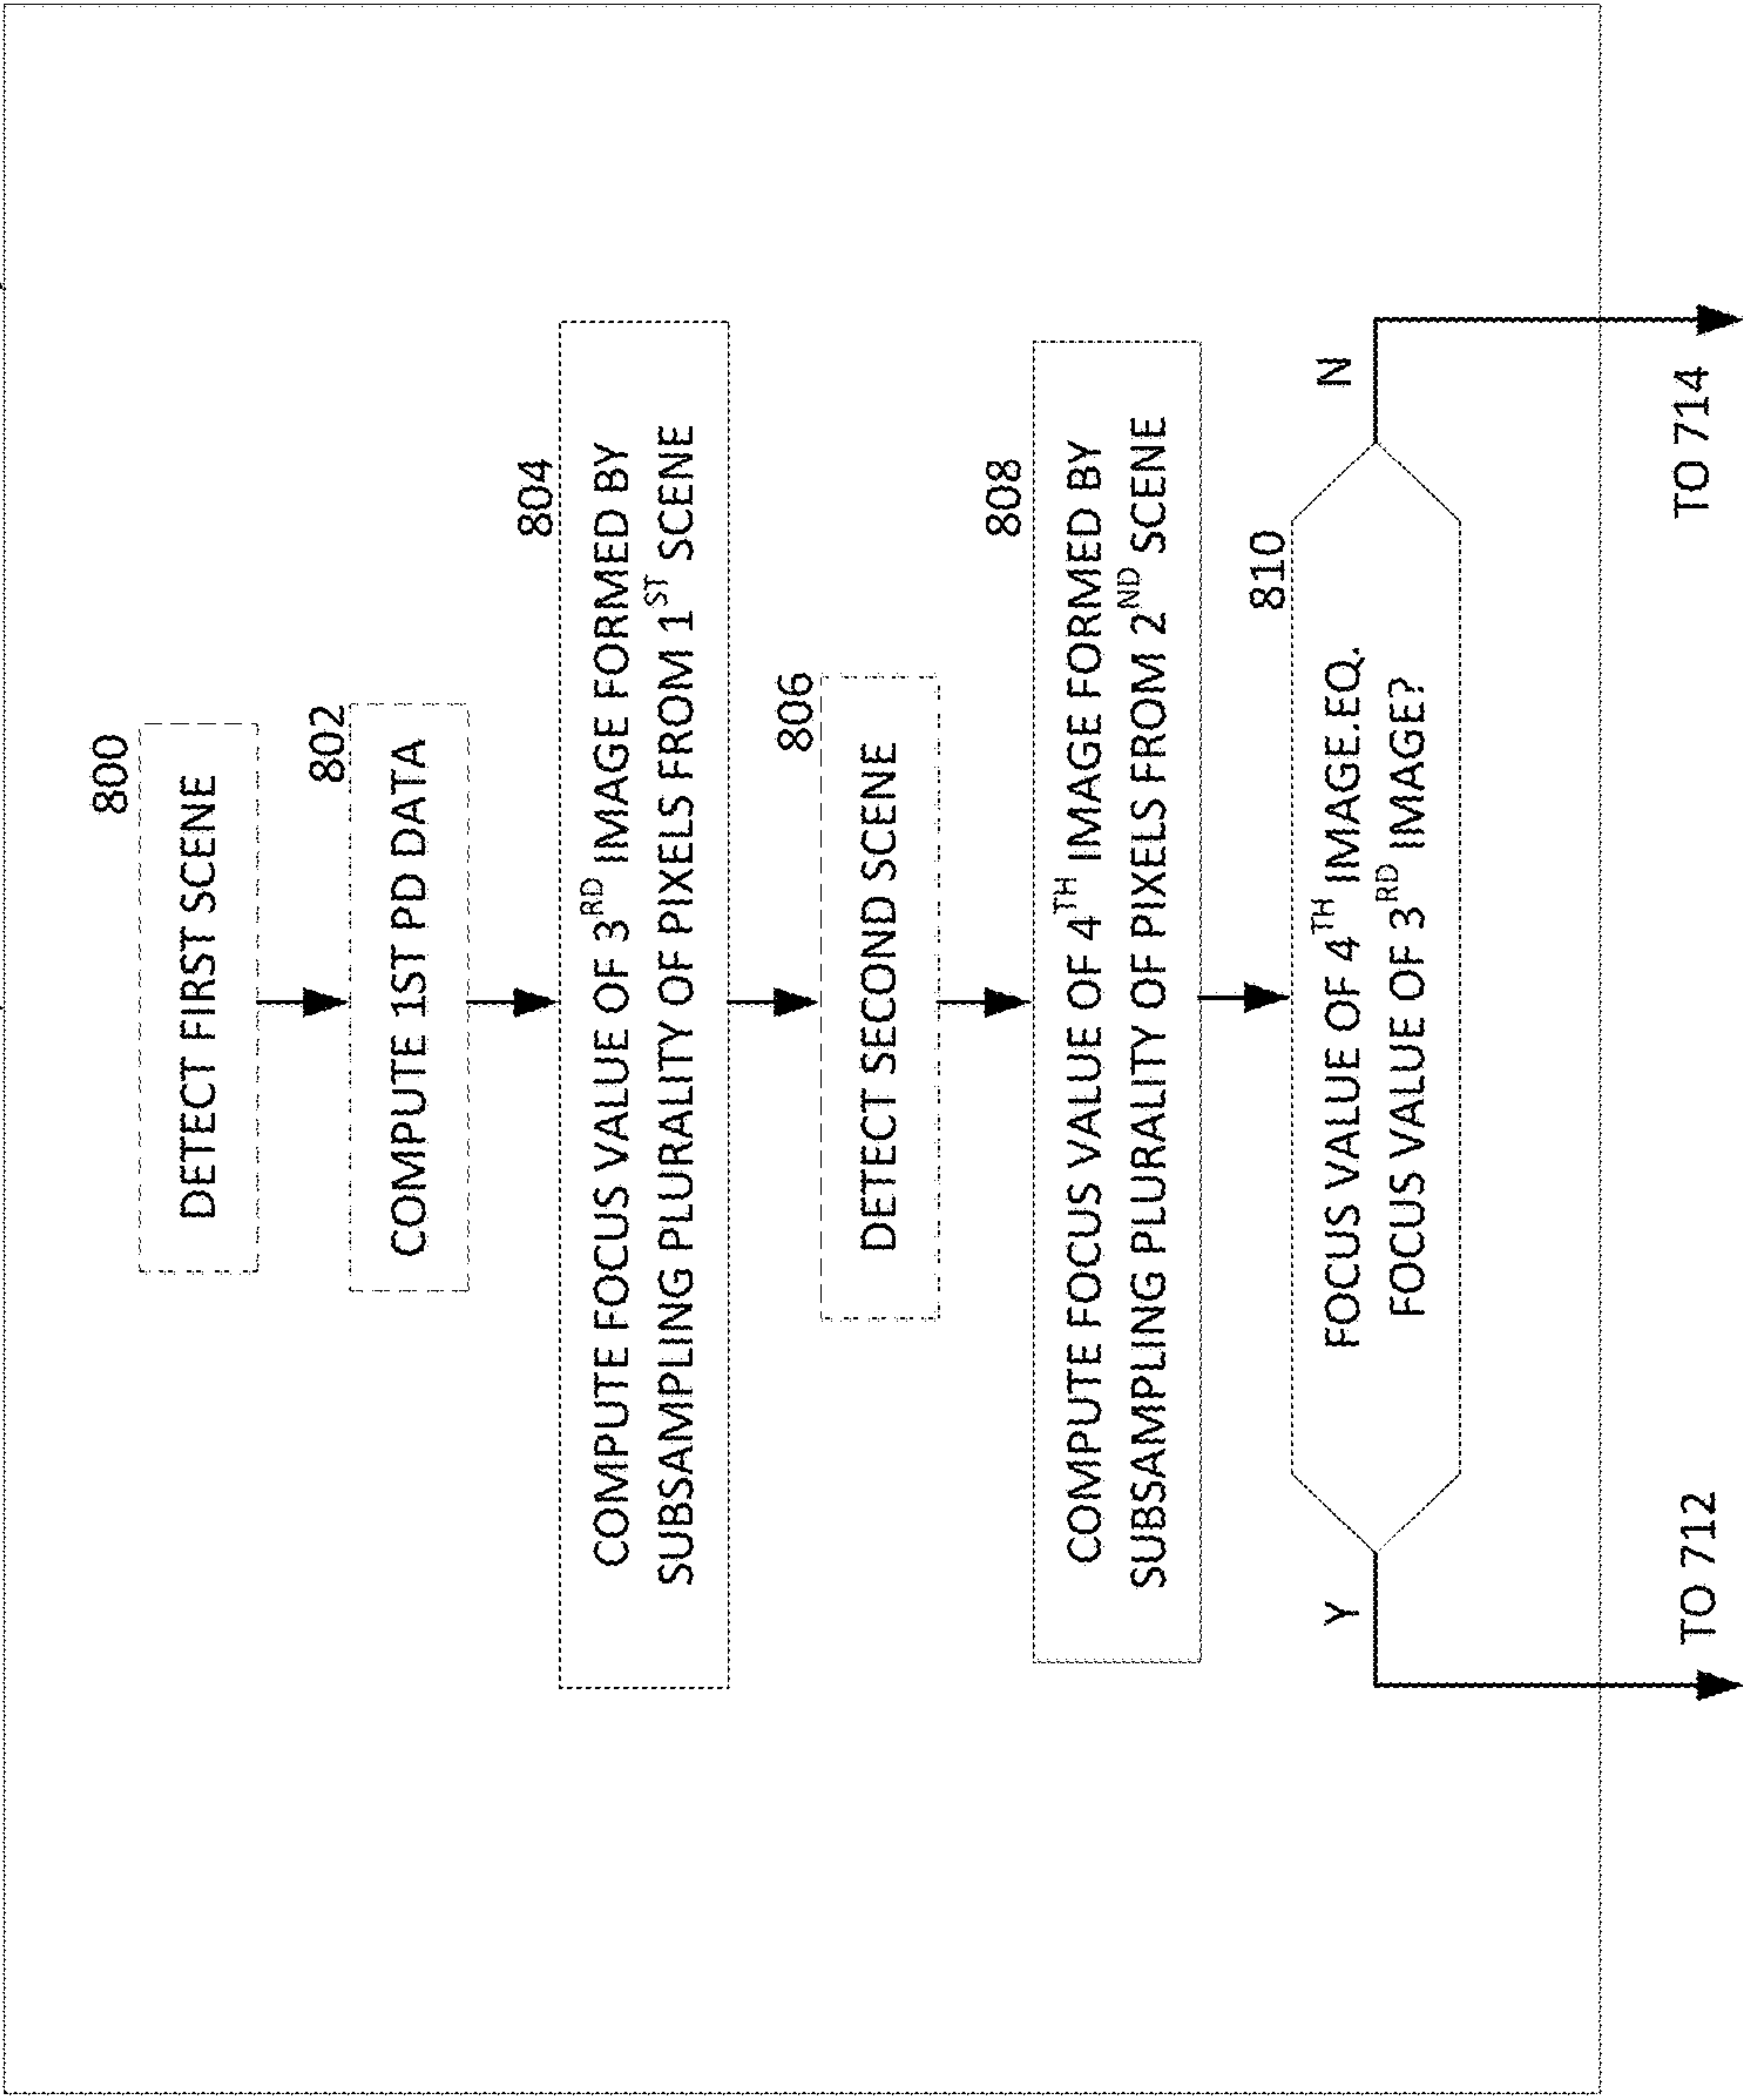 800
DETECT FIRST SCENE
802
COMPUTE 1ST PD DATA
804
COMPUTE FOCUS VALUE OF 3RD IMAGE FORMED BY
SUBSAMPLING PLURALITY OF PIXELS FROM 1ST SCENE
806
DETECT SECOND SCENE
808
COMPUTE FOCUS VALUE OF 4TH IMAGE FORMED BY
SUBSAMPLING PLURALITY OF PIXELS FROM 2ND SCENE
810
FOCUS VALUE OF 4TH IMAGE.EQ.
FOCUS VALUE OF 3RD IMAGE?
Y
N
TO 712
TO 714